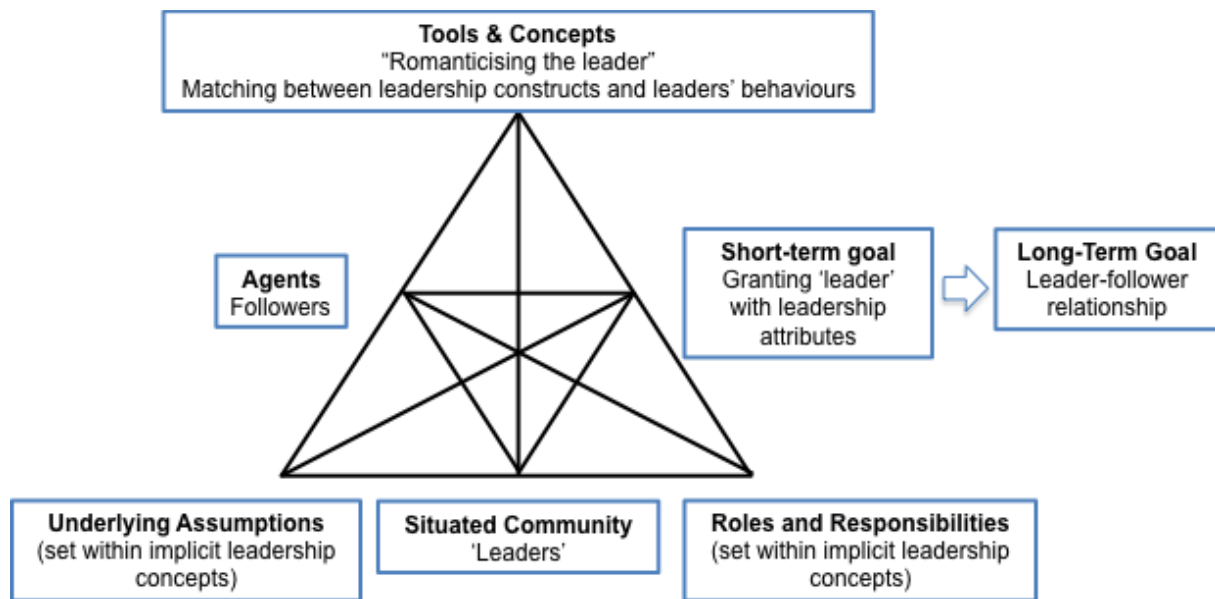 Tools & Concepts
“Romanticising the leader”
Matching between leadership constructs and leaders’ behaviours
Agents
Followers
Short-term goal
Granting ‘leader’
with leadership
attributes
Long-Term Goal
Leader-follower
relationship
Underlying Assumptions
(set within implicit leadership
concepts)
Situated Community
‘Leaders’
Roles and Responsibilities
(set within implicit leadership
concepts)